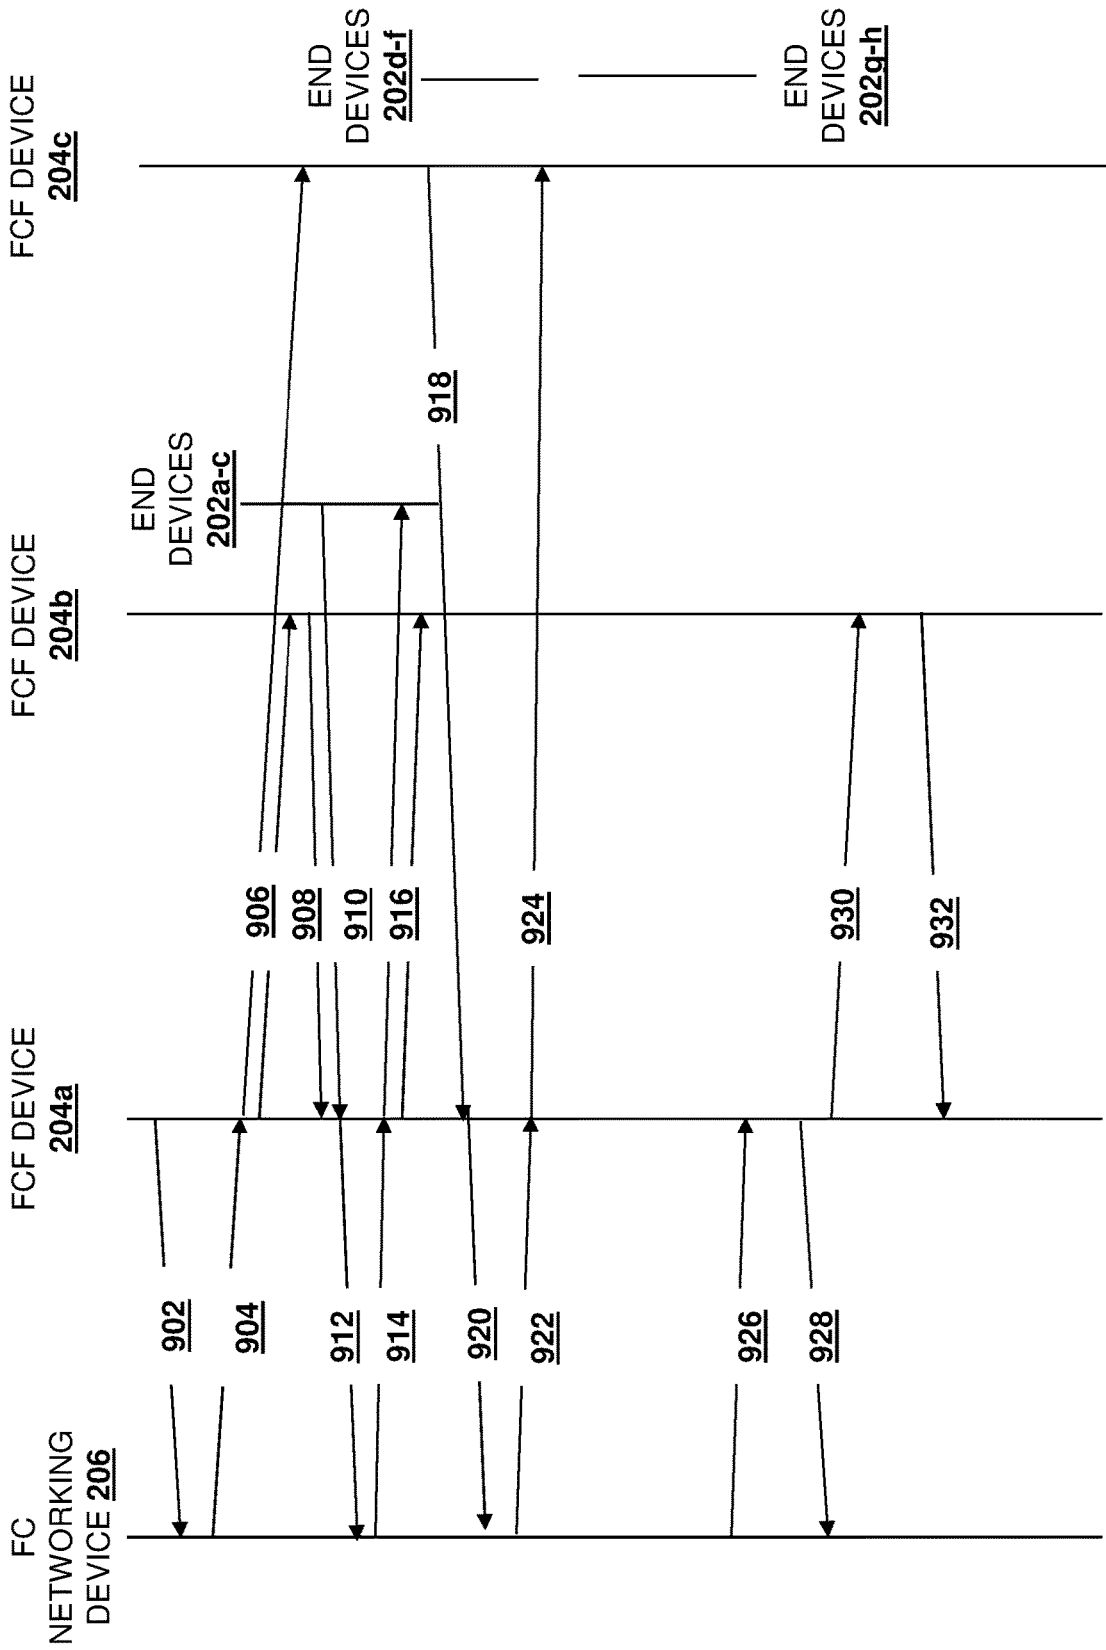 FC
NETWORKING
DEVICE 206
FCF DEVICE
204a
FCF DEVICE
204b
FCF DEVICE
204c
END
DEVICES
202a-c
END
DEVICES
202d-f
END
DEVICES
202g-h
902
904
906
908
910
912
914
916
918
920
922
924
926
928
930
932